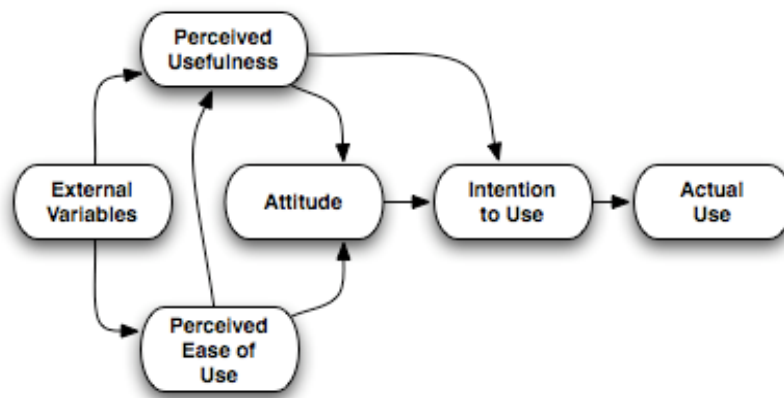 Perceived
Usefulness
External
Variables
Attitude
Intention
to Use
Actual
Use
Perceived
Ease of
Use